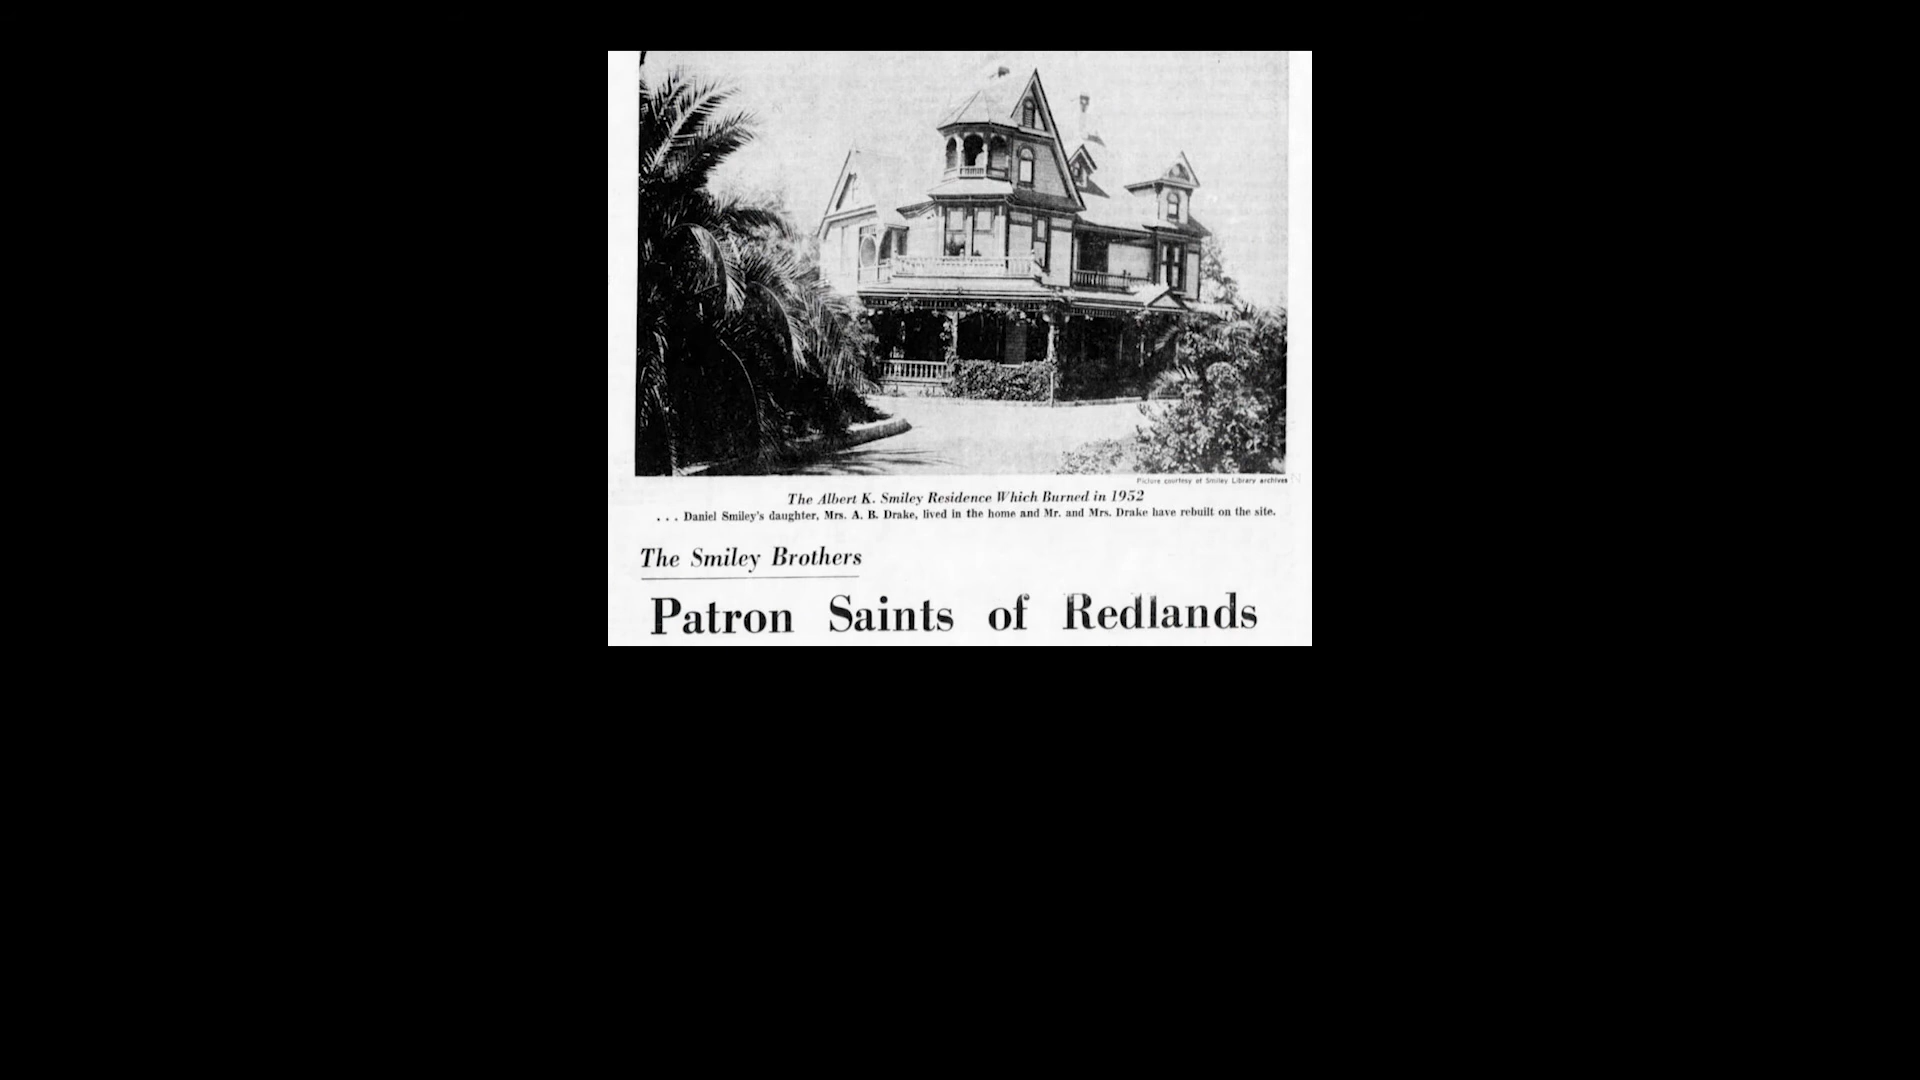 Picture courtesy of Smiley Library archives
The Albert K. Smiley Residence Which Burned in 1952
. . . Daniel Smiley's daughter, Mrs. A. B. Drake, lived in the home and Mr. and Mrs. Drake have rebuilt on the site.
The Smiley Brothers
Patron Saints of Redlands